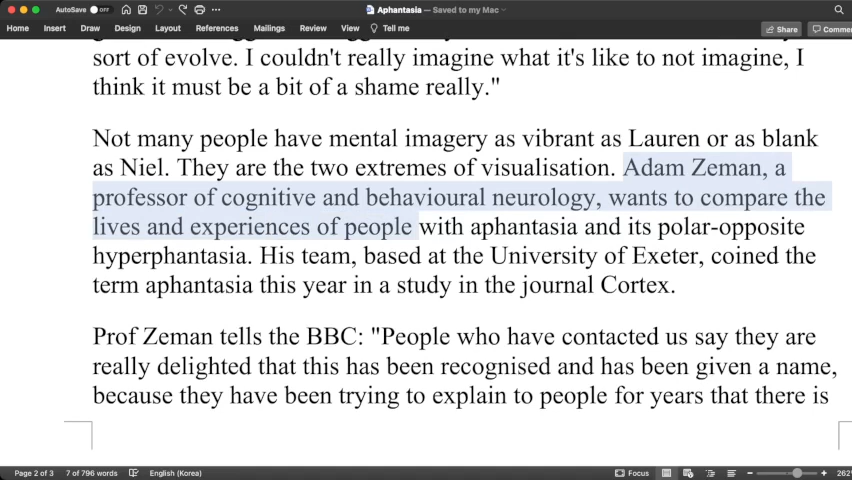 AutoSave OFF
Aphantasia — Saved to my Mac
Home Insert Draw Design Layout References Mailings Review View Tell me Share Comme
sort of evolve. I couldn't really imagine what it's like to not imagine, I
think it must be a bit of a shame really."
Not many people have mental imagery as vibrant as Lauren or as blank
as Niel. They are the two extremes of visualisation. Adam Zeman, a
professor of cognitive and behavioural neurology, wants to compare the
lives and experiences of people with aphantasia and its polar-opposite
hyperphantasia. His team, based at the University of Exeter, coined the
term aphantasia this year in a study in the journal Cortex.
Prof Zeman tells the BBC: "People who have contacted us say they are
really delighted that this has been recognised and has been given a name,
because they have been trying to explain to people for years that there is
Page 2 of 3 7 of 796 words English (Korea) Focus 262%